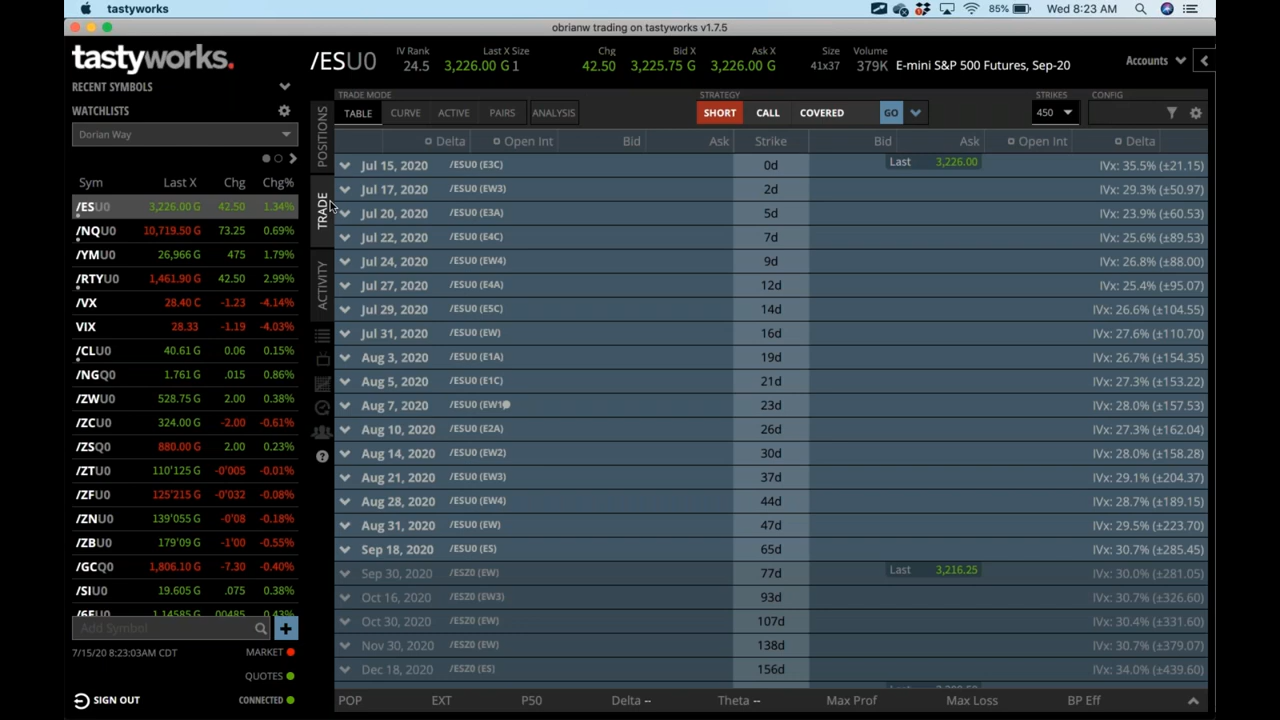 tastyworks
85%
Wed 8:23 AM
obrianw trading on tastyworks v1.7.5
tastyworks.
/ESU0
IV Rank
24.5
Last X Size
3,226.00 G 1
Chg
42.50
Bid X
3,225.75 G
Ask X
3,226.00 G
Size
41x37
Volume
379K
E-mini S&P 500 Futures, Sep-20
Accounts
RECENT SYMBOLS
WATCHLISTS
Dorian Way
Sym Last X Chg Chg%
/ESU0 3,226.00 G 42.50 1.34%
/NQU0 10,719.50 G 73.25 0.69%
/YMU0 26,966 G 475 1.79%
/RTYU0 1,461.90 G 42.50 2.99%
/VX 28.40 C -1.23 -4.14%
VIX 28.33 -1.19 -4.03%
/CLU0 40.61 G 0.06 0.15%
/NGQ0 1.761 G .015 0.86%
/ZWU0 528.75 G 2.00 0.38%
/ZCU0 324.00 G -2.00 -0.61%
/ZSQ0 880.00 G 2.00 0.23%
/ZTU0 110'125 G -0'005 -0.01%
/ZFU0 125'215 G -0'032 -0.08%
/ZNU0 139'055 G -0'08 -0.18%
/ZBU0 179'09 G -1'00 -0.55%
/GCQ0 1,806.10 G -7.30 -0.40%
/SIU0 19.605 G .075 0.38%
/6EU0 1.14585 G .00485 0.43%
Add Symbol
7/15/20 8:23:03AM CDT
MARKET
QUOTES
SIGN OUT
CONNECTED
POSITIONS
TRADE
ACTIVITY
TRADE MODE
TABLE CURVE ACTIVE PAIRS ANALYSIS
STRATEGY
SHORT CALL COVERED GO
STRIKES
450
CONFIG
Delta Open Int Bid Ask Strike Bid Ask Open Int Delta
Jul 15, 2020 /ESU0 (E3C) 0d Last 3,226.00 IVx: 35.5% (±21.15)
Jul 17, 2020 /ESU0 (EW3) 2d IVx: 29.3% (±50.97)
Jul 20, 2020 /ESU0 (E3A) 5d IVx: 23.9% (±60.53)
Jul 22, 2020 /ESU0 (E4C) 7d IVx: 25.6% (±89.53)
Jul 24, 2020 /ESU0 (EW4) 9d IVx: 26.8% (±88.00)
Jul 27, 2020 /ESU0 (E4A) 12d IVx: 25.4% (±95.07)
Jul 29, 2020 /ESU0 (E5C) 14d IVx: 26.6% (±104.55)
Jul 31, 2020 /ESU0 (EW) 16d IVx: 27.6% (±110.70)
Aug 3, 2020 /ESU0 (E1A) 19d IVx: 26.7% (±154.35)
Aug 5, 2020 /ESU0 (E1C) 21d IVx: 27.3% (±153.22)
Aug 7, 2020 /ESU0 (EW1 23d IVx: 28.0% (±157.53)
Aug 10, 2020 /ESU0 (E2A) 26d IVx: 27.3% (±162.04)
Aug 14, 2020 /ESU0 (EW2) 30d IVx: 28.0% (±158.28)
Aug 21, 2020 /ESU0 (EW3) 37d IVx: 29.1% (±204.37)
Aug 28, 2020 /ESU0 (EW4) 44d IVx: 28.7% (±189.15)
Aug 31, 2020 /ESU0 (EW) 47d IVx: 29.5% (±223.70)
Sep 18, 2020 /ESU0 (ES) 65d IVx: 30.7% (±285.45)
Sep 30, 2020 /ESZ0 (EW) 77d Last 3,216.25 IVx: 30.0% (±281.05)
Oct 16, 2020 /ESZ0 (EW3) 93d IVx: 30.7% (±326.60)
Oct 30, 2020 /ESZ0 (EW) 107d IVx: 30.4% (±331.60)
Nov 30, 2020 /ESZ0 (EW) 138d IVx: 30.7% (±379.07)
Dec 18, 2020 /ESZ0 (ES) 156d IVx: 34.0% (±439.60)
POP EXT P50 Delta -- Theta -- Max Prof Max Loss BP Eff